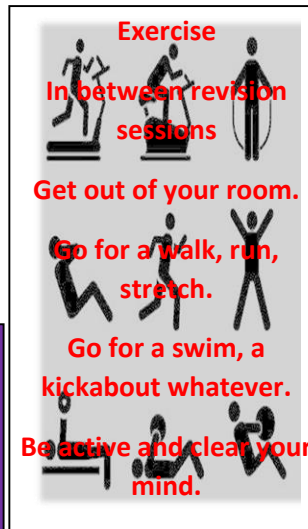 Exercise
In between revision
sessions
Get out of your room.
Go for a walk, run,
stretch.
Go for a swim, a
kickabout whatever.
Be active and clear your
mind.